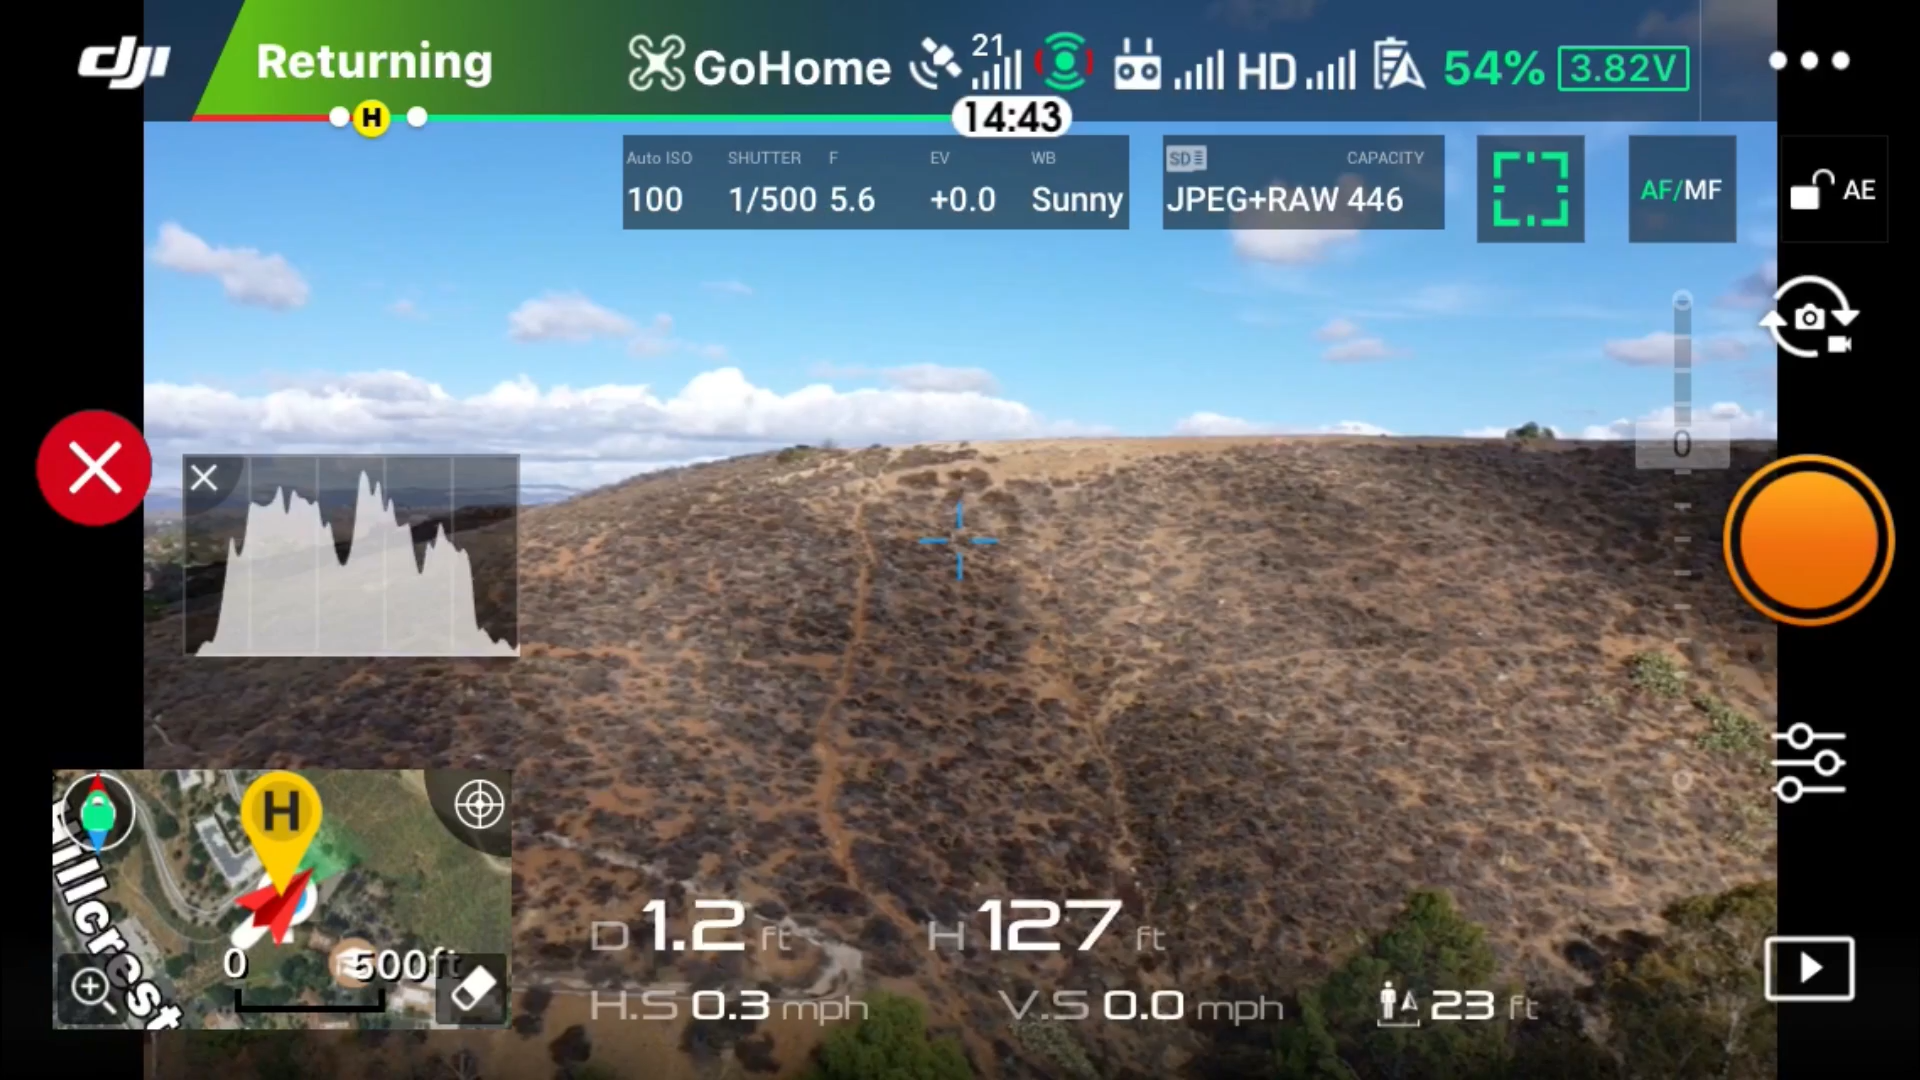 dji Returning GoHome 21 HD 54% 3.82V
H 14:43
Auto ISO SHUTTER F EV WB SD CAPACITY
100 1/500 5.6 +0.0 Sunny JPEG+RAW 446 AF/MF AE
0
H
Hillcrest
0 500ft
D 1.2 ft H 127 ft
H.S 0.3 mph V.S 0.0 mph 23 ft